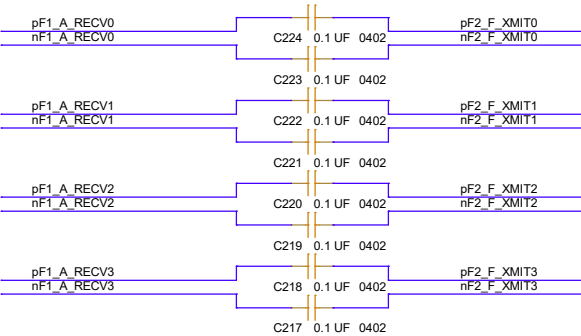 pF1_A_RECV0 pF2_F_XMIT0
nF1_A_RECV0 C224 0.1 UF 0402 nF2_F_XMIT0
C223 0.1 UF 0402
pF1_A_RECV1 pF2_F_XMIT1
nF1_A_RECV1 C222 0.1 UF 0402 nF2_F_XMIT1
C221 0.1 UF 0402
pF1_A_RECV2 pF2_F_XMIT2
nF1_A_RECV2 C220 0.1 UF 0402 nF2_F_XMIT2
C219 0.1 UF 0402
pF1_A_RECV3 pF2_F_XMIT3
nF1_A_RECV3 C218 0.1 UF 0402 nF2_F_XMIT3
C217 0.1 UF 0402